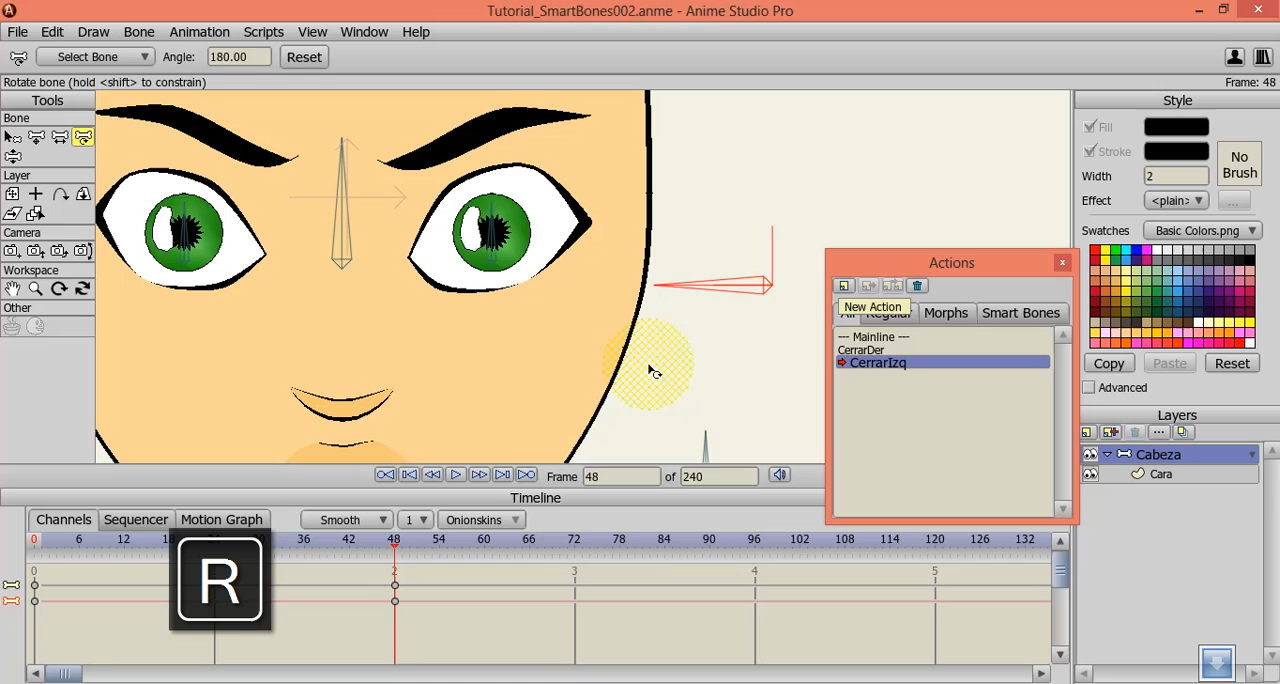 Tutorial_SmartBones002.anme - Anime Studio Pro
File Edit Draw Bone Animation Scripts View Window Help
Select Bone Angle: 180.00 Reset
Rotate bone (hold <shift> to constrain) Frame: 48
Tools
Bone
Layer
Camera
Workspace
Other
Style
Fill
Stroke
No Brush
Width 2
Effect <plain> ...
Swatches Basic Colors.png
Copy Paste Reset
Advanced
Layers
Cabeza
Cara
Actions
New Action
All Regular Morphs Smart Bones
--- Mainline ---
CerrarDer
CerrarIzq
Frame 48 of 240
Timeline
Channels Sequencer Motion Graph Smooth 1 Onionskins
0 6 12 18 24 30 36 42 48 54 60 66 72 78 84 90 96 102 108 114 120 126 132
0 2 3 4 5
R